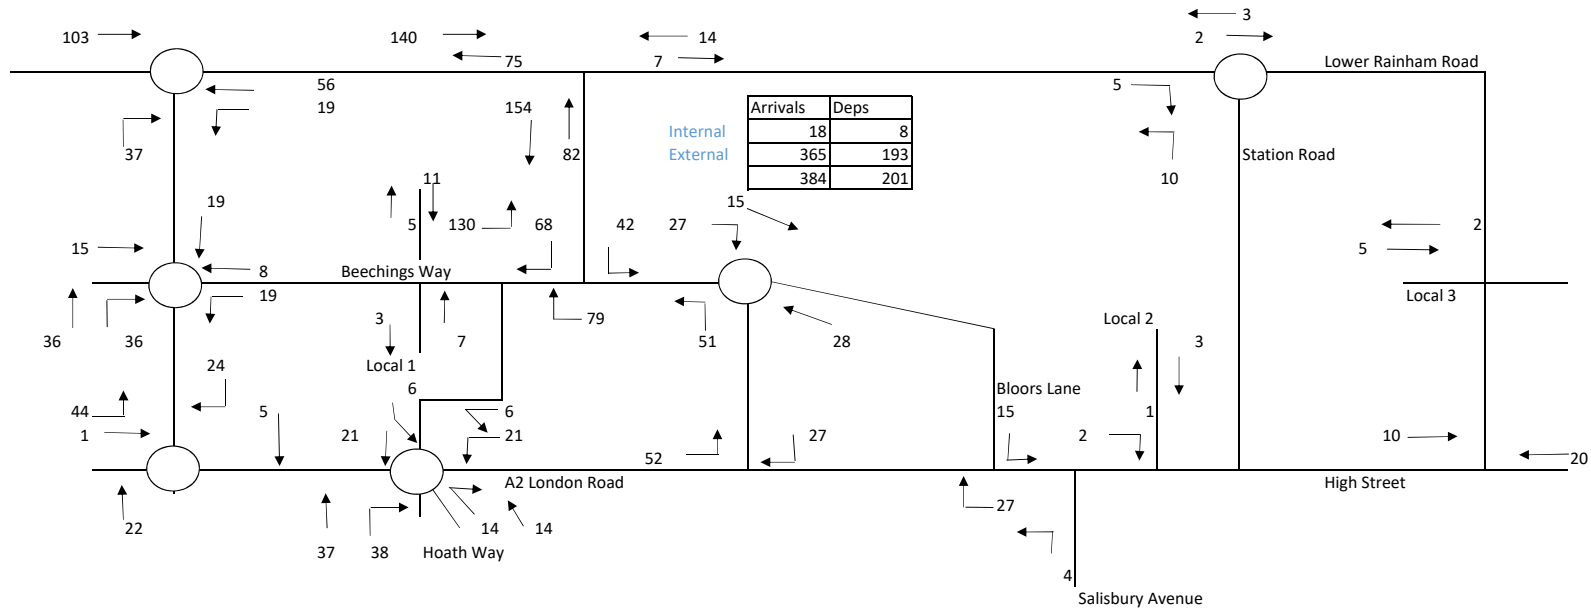 3
103 140 14 2
75 7 Lower Rainham Road
56 5
19 154 Arrivals Deps
Internal 18 8
37 82 External 365 193 Station Road
384 201
11 10
19 15
5 130 68 42 27 2
15 5
8 Beechings Way
19 Local 3
36 36 3 7 79 51 28 Local 2 3
24 Local 1
6 Bloors Lane
44 5 6 15 1
1 21 21 27 2 10
52 20
A2 London Road High Street
27
22 14 14
37 38 Hoath Way
4
Salisbury Avenue